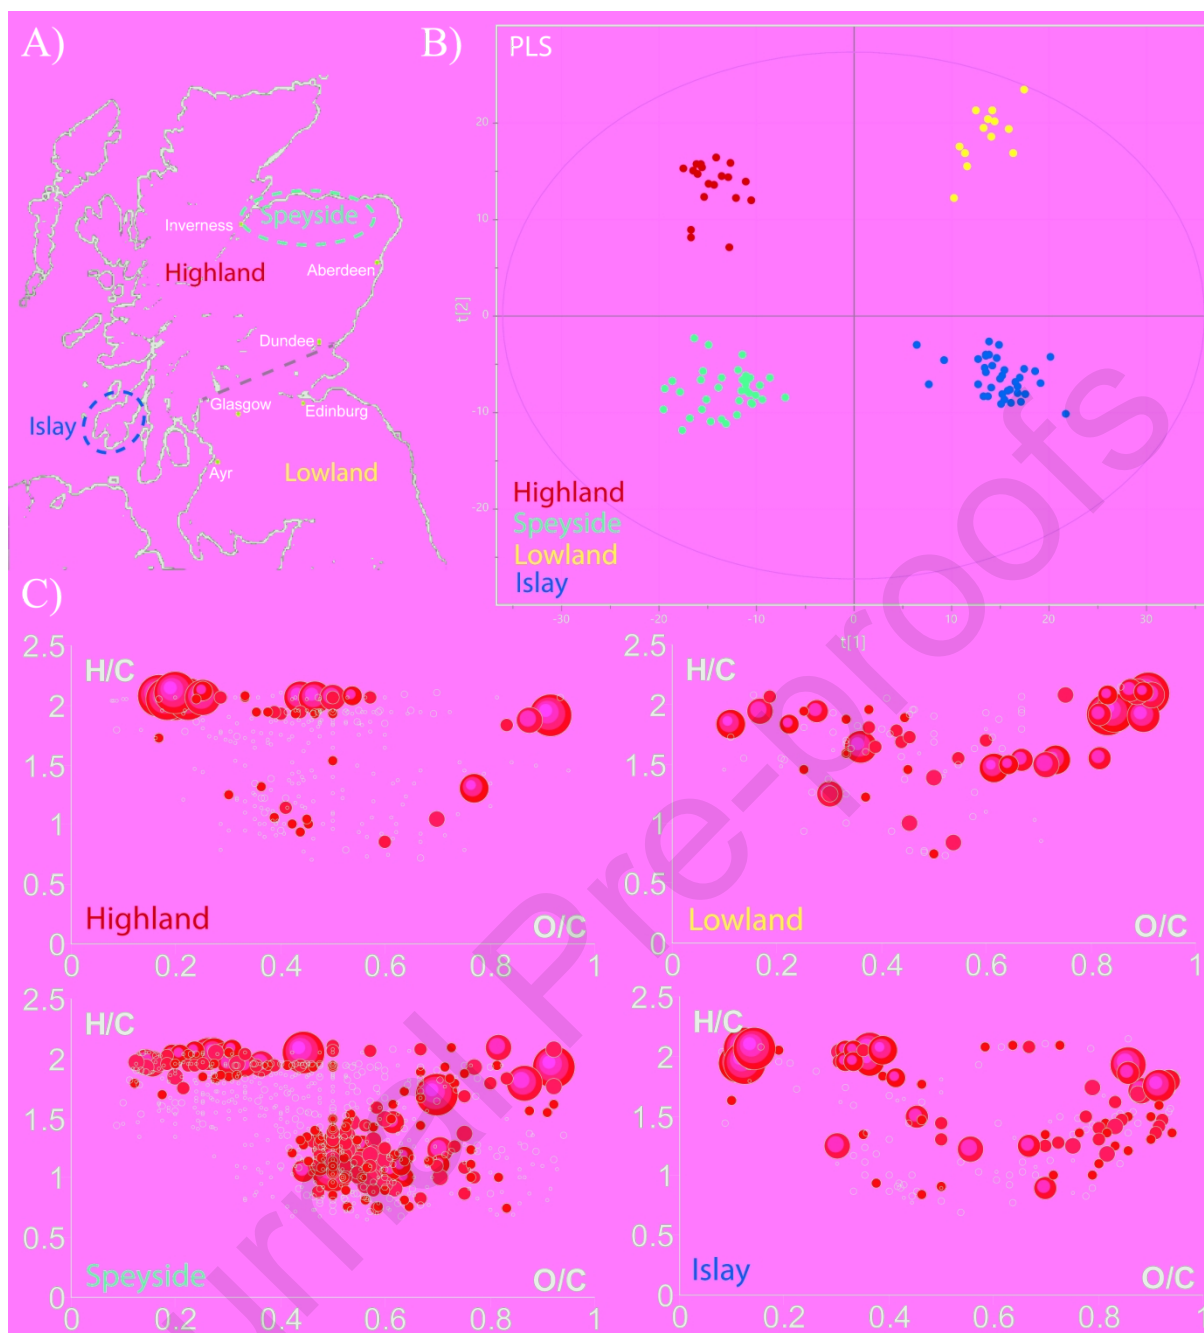 A)
Inverness
Speyside
Highland
Aberdeen
Dundee
Glasgow
Edinburg
Islay
Ayr
Lowland
B)
PLS
20
10
0
-10
-20
t[2]
-30
-20
-10
0
10
20
30
t[1]
Highland
Speyside
Lowland
Islay
C)
2.5
2
1.5
1
0.5
0
H/C
Highland
O/C
0 0.2 0.4 0.6 0.8 1
2.5
2
1.5
1
0.5
0
H/C
Lowland
O/C
0 0.2 0.4 0.6 0.8 1
2.5
2
1.5
1
0.5
0
H/C
Speyside
O/C
0 0.2 0.4 0.6 0.8 1
2.5
2
1.5
1
0.5
0
H/C
Islay
O/C
0 0.2 0.4 0.6 0.8 1
urnal Pre-proofs